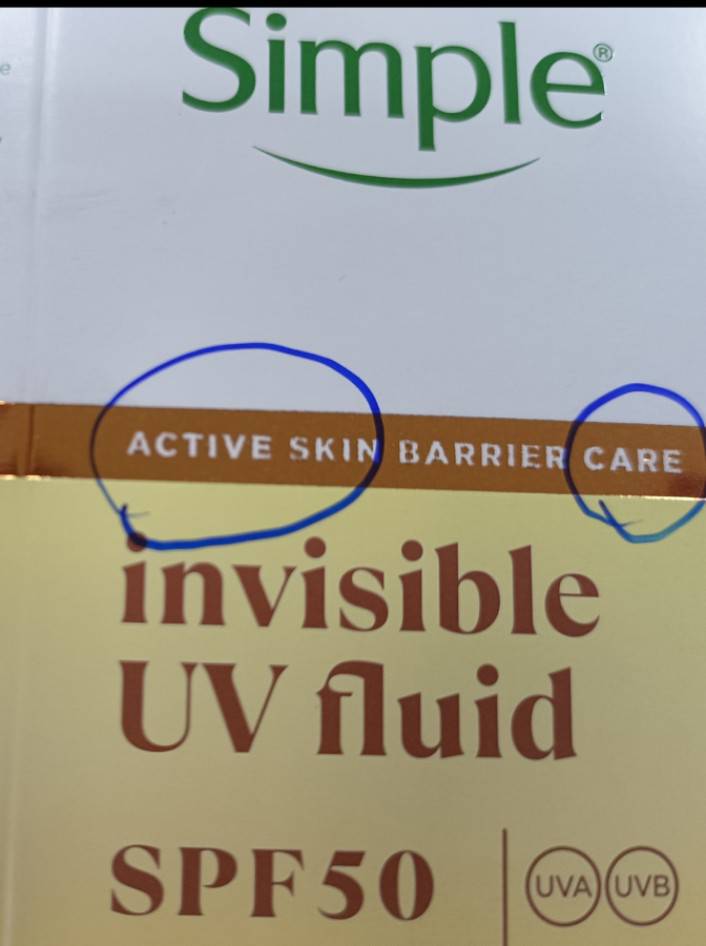 Simple®
ACTIVE SKIN BARRIER CARE
invisible
UV fluid
SPF50
UVA UVB